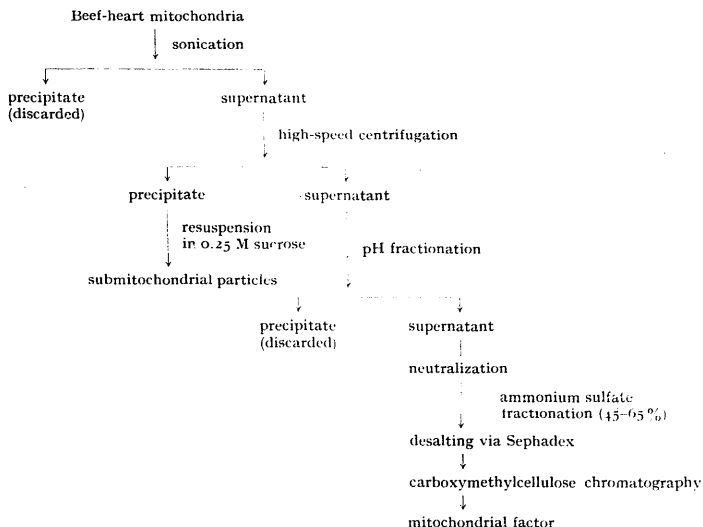 Beef-heart mitochondria
sonication
precipitate
(discarded)
supernatant
high-speed centrifugation
precipitate
supernatant
resuspension
in 0.25 M sucrose
pH fractionation
submitochondrial particles
precipitate
(discarded)
supernatant
neutralization
ammonium sulfate
fractionation (45–65%)
desalting via Sephadex
carboxymethylcellulose chromatography
mitochondrial factor